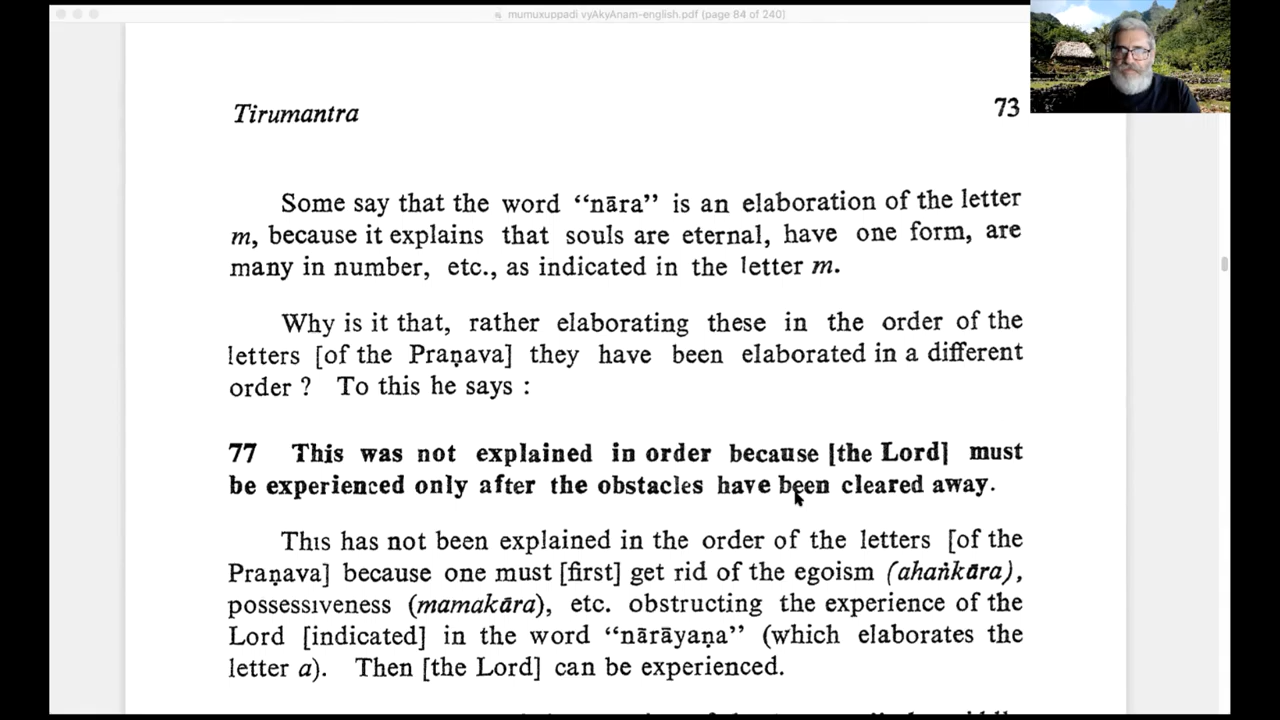 mumuxuppadi vyAkyAnam-english.pdf (page 84 of 240)
Tirumantra 73
Some say that the word “nāra” is an elaboration of the letter
m, because it explains that souls are eternal, have one form, are
many in number, etc., as indicated in the letter m.
Why is it that, rather elaborating these in the order of the
letters [of the Praṇava] they have been elaborated in a different
order ? To this he says :
77 This was not explained in order because [the Lord] must
be experienced only after the obstacles have been cleared away.
This has not been explained in the order of the letters [of the
Praṇava] because one must [first] get rid of the egoism (ahaṅkāra),
possessiveness (mamakāra), etc. obstructing the experience of the
Lord [indicated] in the word “nārāyaṇa” (which elaborates the
letter a). Then [the Lord] can be experienced.